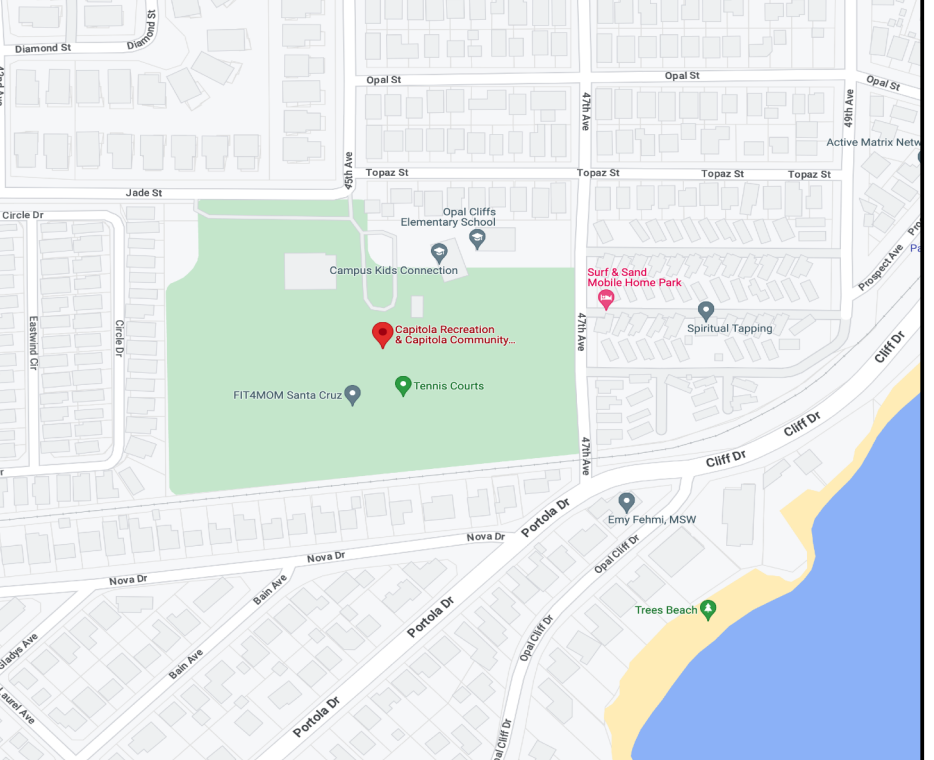 Diamond St
Diamond St
Opal St
Opal St
Opal St
47th Ave
49th Ave
Active Matrix Netw
45th Ave
Topaz St
Topaz St
Topaz St
Topaz St
Jade St
Circle Dr
Opal Cliffs
Elementary School
Campus Kids Connection
Surf & Sand
Mobile Home Park
Prospect Ave
Spiritual Tapping
Eastwind Cir
Circle Dr
Capitola Recreation
& Capitola Community...
47th Ave
Cliff Dr
FIT4MOM Santa Cruz
Tennis Courts
Cliff Dr
47th Ave
Cliff Dr
Portola Dr
Emy Fehmi, MSW
Nova Dr
Nova Dr
Opal Cliff Dr
Nova Dr
Bain Ave
Trees Beach
Portola Dr
Opal Cliff Dr
Gladys Ave
Bain Ave
Laurel Ave
Portola Dr
al Cliff Dr